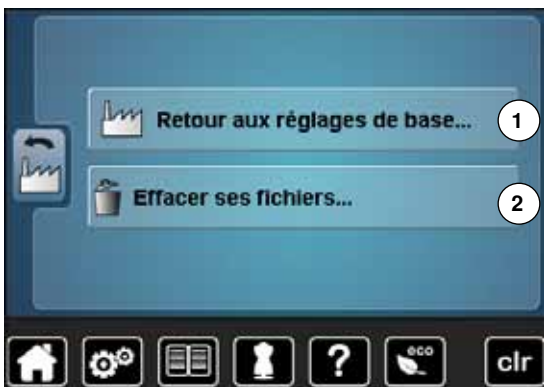 Retour aux réglages de base...
1
Effacer ses fichiers...
2
?
eco
clr